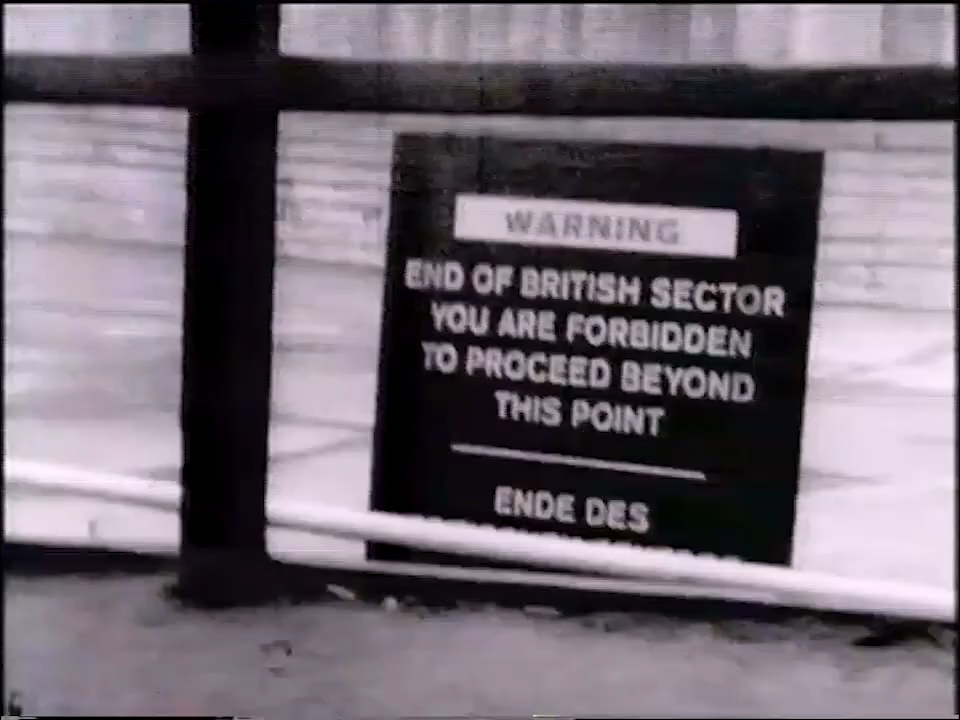 WARNING
END OF BRITISH SECTOR
YOU ARE FORBIDDEN
TO PROCEED BEYOND
THIS POINT
ENDE DES